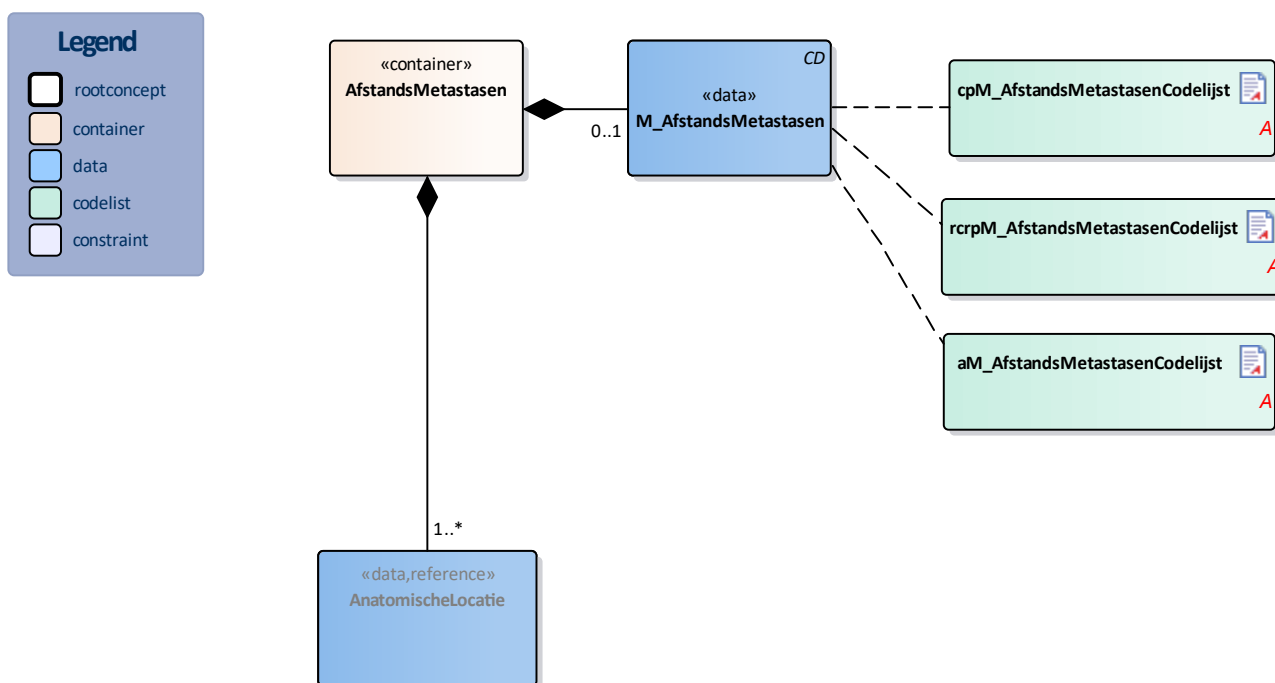 Legend
rootconcept
container
data
codelist
constraint
«container»
AfstandsMetastasen
0..1
CD
«data»
M_AfstandsMetastasen
cpM_AfstandsMetastasenCodelijst
A
rcrpM_AfstandsMetastasenCodelijst
A
aM_AfstandsMetastasenCodelijst
A
1..*
«data,reference»
AnatomischeLocatie